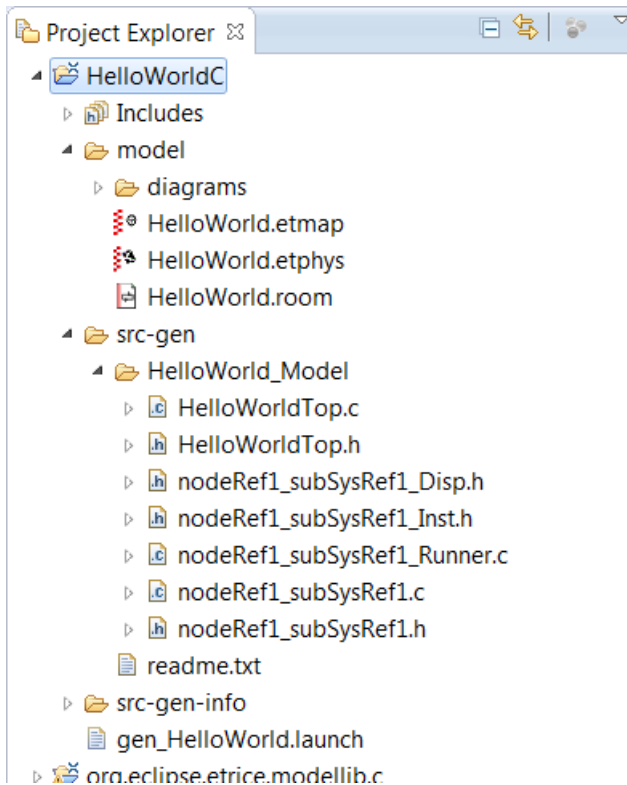 Project Explorer
HelloWorldC
Includes
model
diagrams
HelloWorld.etmap
HelloWorld.etphys
HelloWorld.room
src-gen
HelloWorld_Model
HelloWorldTop.c
HelloWorldTop.h
nodeRef1_subSysRef1_Disp.h
nodeRef1_subSysRef1_Inst.h
nodeRef1_subSysRef1_Runner.c
nodeRef1_subSysRef1.c
nodeRef1_subSysRef1.h
readme.txt
src-gen-info
gen_HelloWorld.launch
org.eclipse.etrice.modellib.c